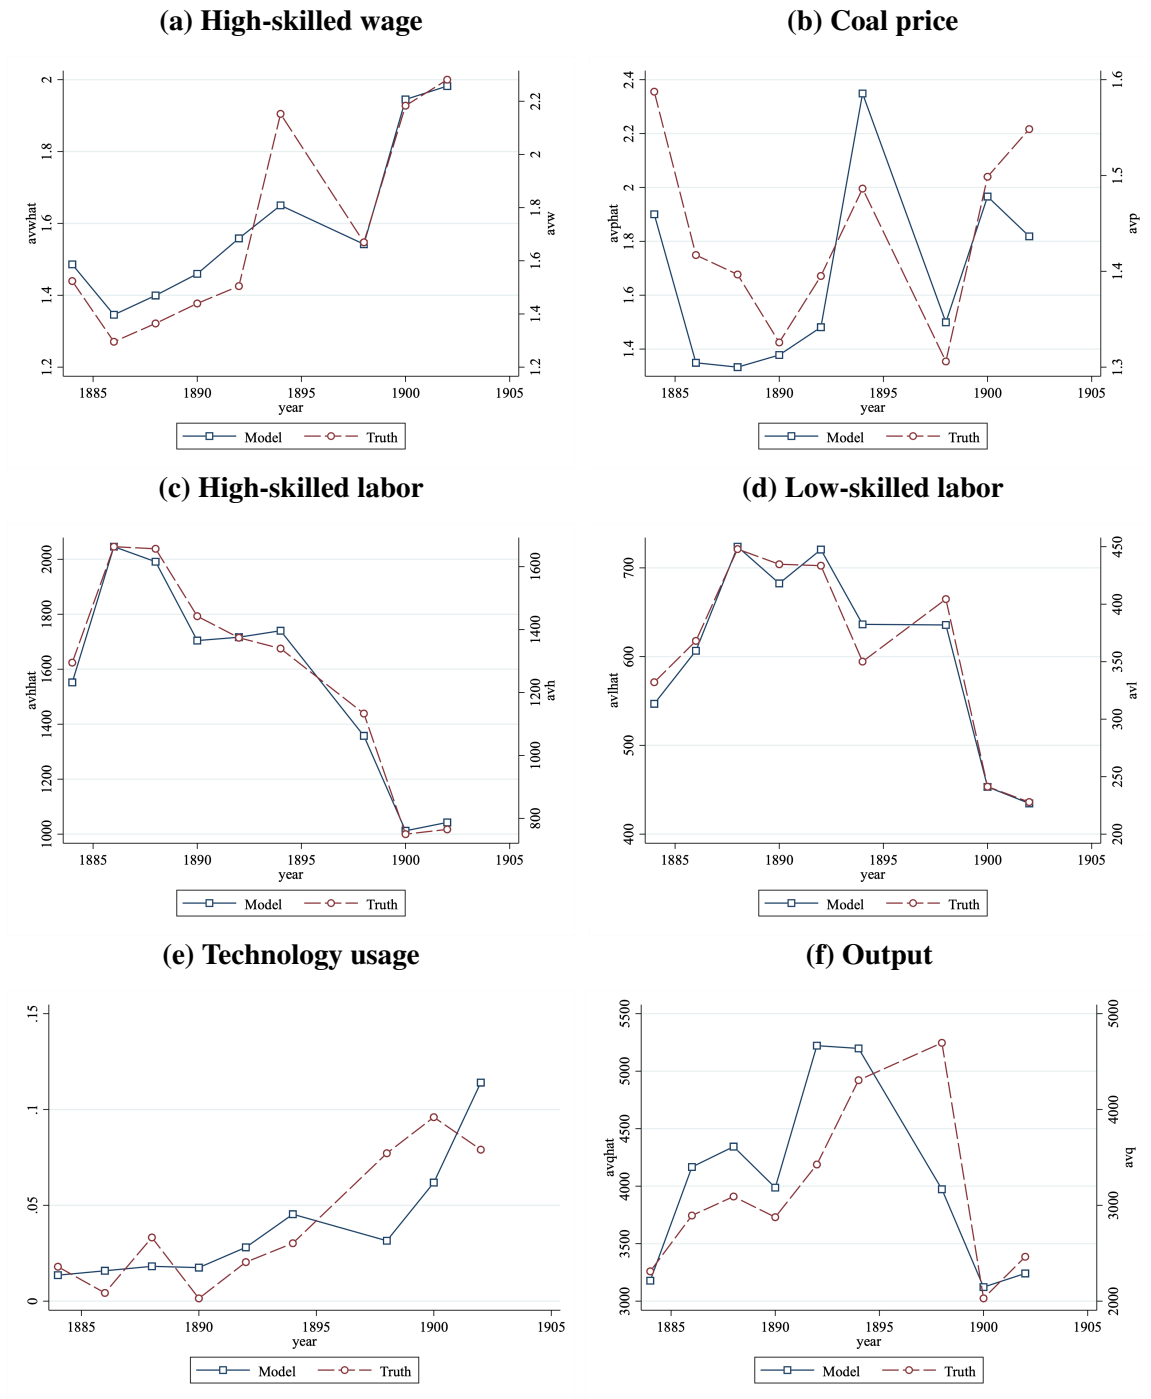 (a) High-skilled wage
avwhat
1.2 1.4 1.6 1.8 2
avw
1.2 1.4 1.6 1.8 2 2.2
1885 1890 1895 1900 1905
year
Model Truth
(b) Coal price
avphat
1.4 1.6 1.8 2 2.2 2.4
avp
1.3 1.4 1.5 1.6
1885 1890 1895 1900 1905
year
Model Truth
(c) High-skilled labor
avhhat
1000 1200 1400 1600 1800 2000
avh
800 1000 1200 1400 1600
1885 1890 1895 1900 1905
year
Model Truth
(d) Low-skilled labor
avlhat
400 500 600 700
avl
200 250 300 350 400 450
1885 1890 1895 1900 1905
year
Model Truth
(e) Technology usage
0 .05 .1 .15
1885 1890 1895 1900 1905
year
Model Truth
(f) Output
avqhat
3000 3500 4000 4500 5000 5500
avq
2000 3000 4000 5000
1885 1890 1895 1900 1905
year
Model Truth